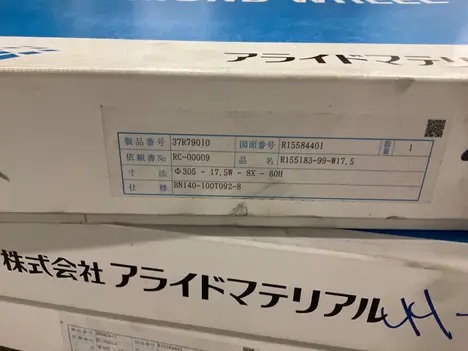 アライドマテリ
製品番号 37R79010 図面番号 R15584401 数量 1
依頼書No RC-00009 品名 R155183-99-W17.5
寸法 Φ305 - 17.5W - 8X - 80H
仕様 BN140-100T092-8
株式会社 アライドマテリアル